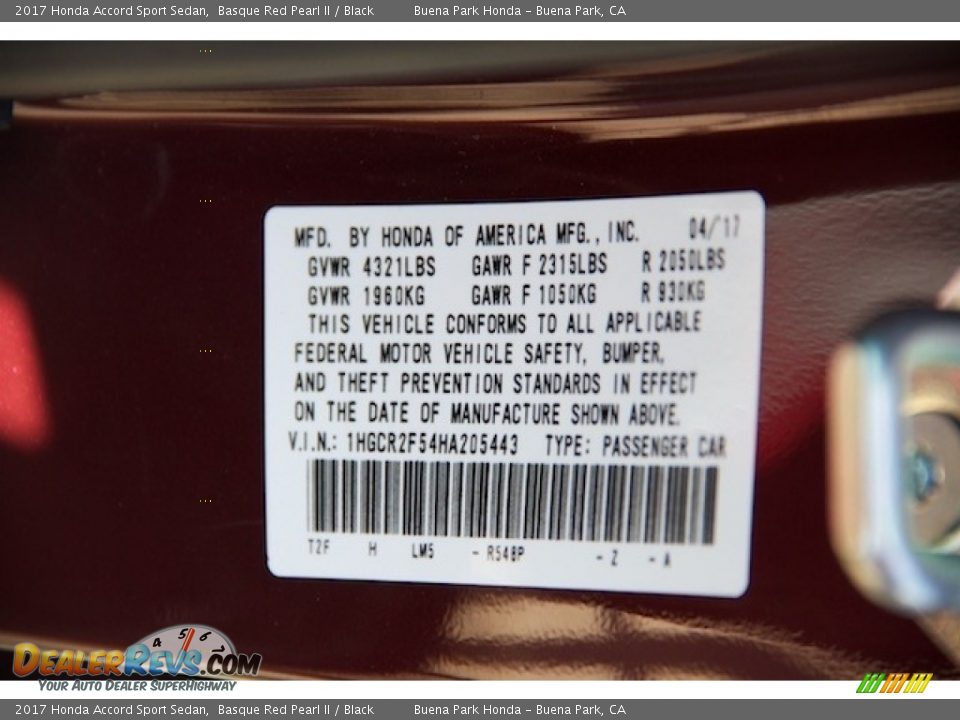 2017 Honda Accord Sport Sedan, Basque Red Pearl II / Black Buena Park Honda - Buena Park, CA
MFD. BY HONDA OF AMERICA MFG., INC. 04/17
GVWR 4321LBS GAWR F 2315LBS R 2050LBS
GVWR 1960KG GAWR F 1050KG R 930KG
THIS VEHICLE CONFORMS TO ALL APPLICABLE
FEDERAL MOTOR VEHICLE SAFETY, BUMPER,
AND THEFT PREVENTION STANDARDS IN EFFECT
ON THE DATE OF MANUFACTURE SHOWN ABOVE.
V.I.N.: 1HGCR2F54HA205443 TYPE: PASSENGER CAR
T2F H LM5 - R548P - Z - A
4 5 6
DEALERREVS.COM
YOUR AUTO DEALER SUPERHIGHWAY
2017 Honda Accord Sport Sedan, Basque Red Pearl II / Black Buena Park Honda - Buena Park, CA